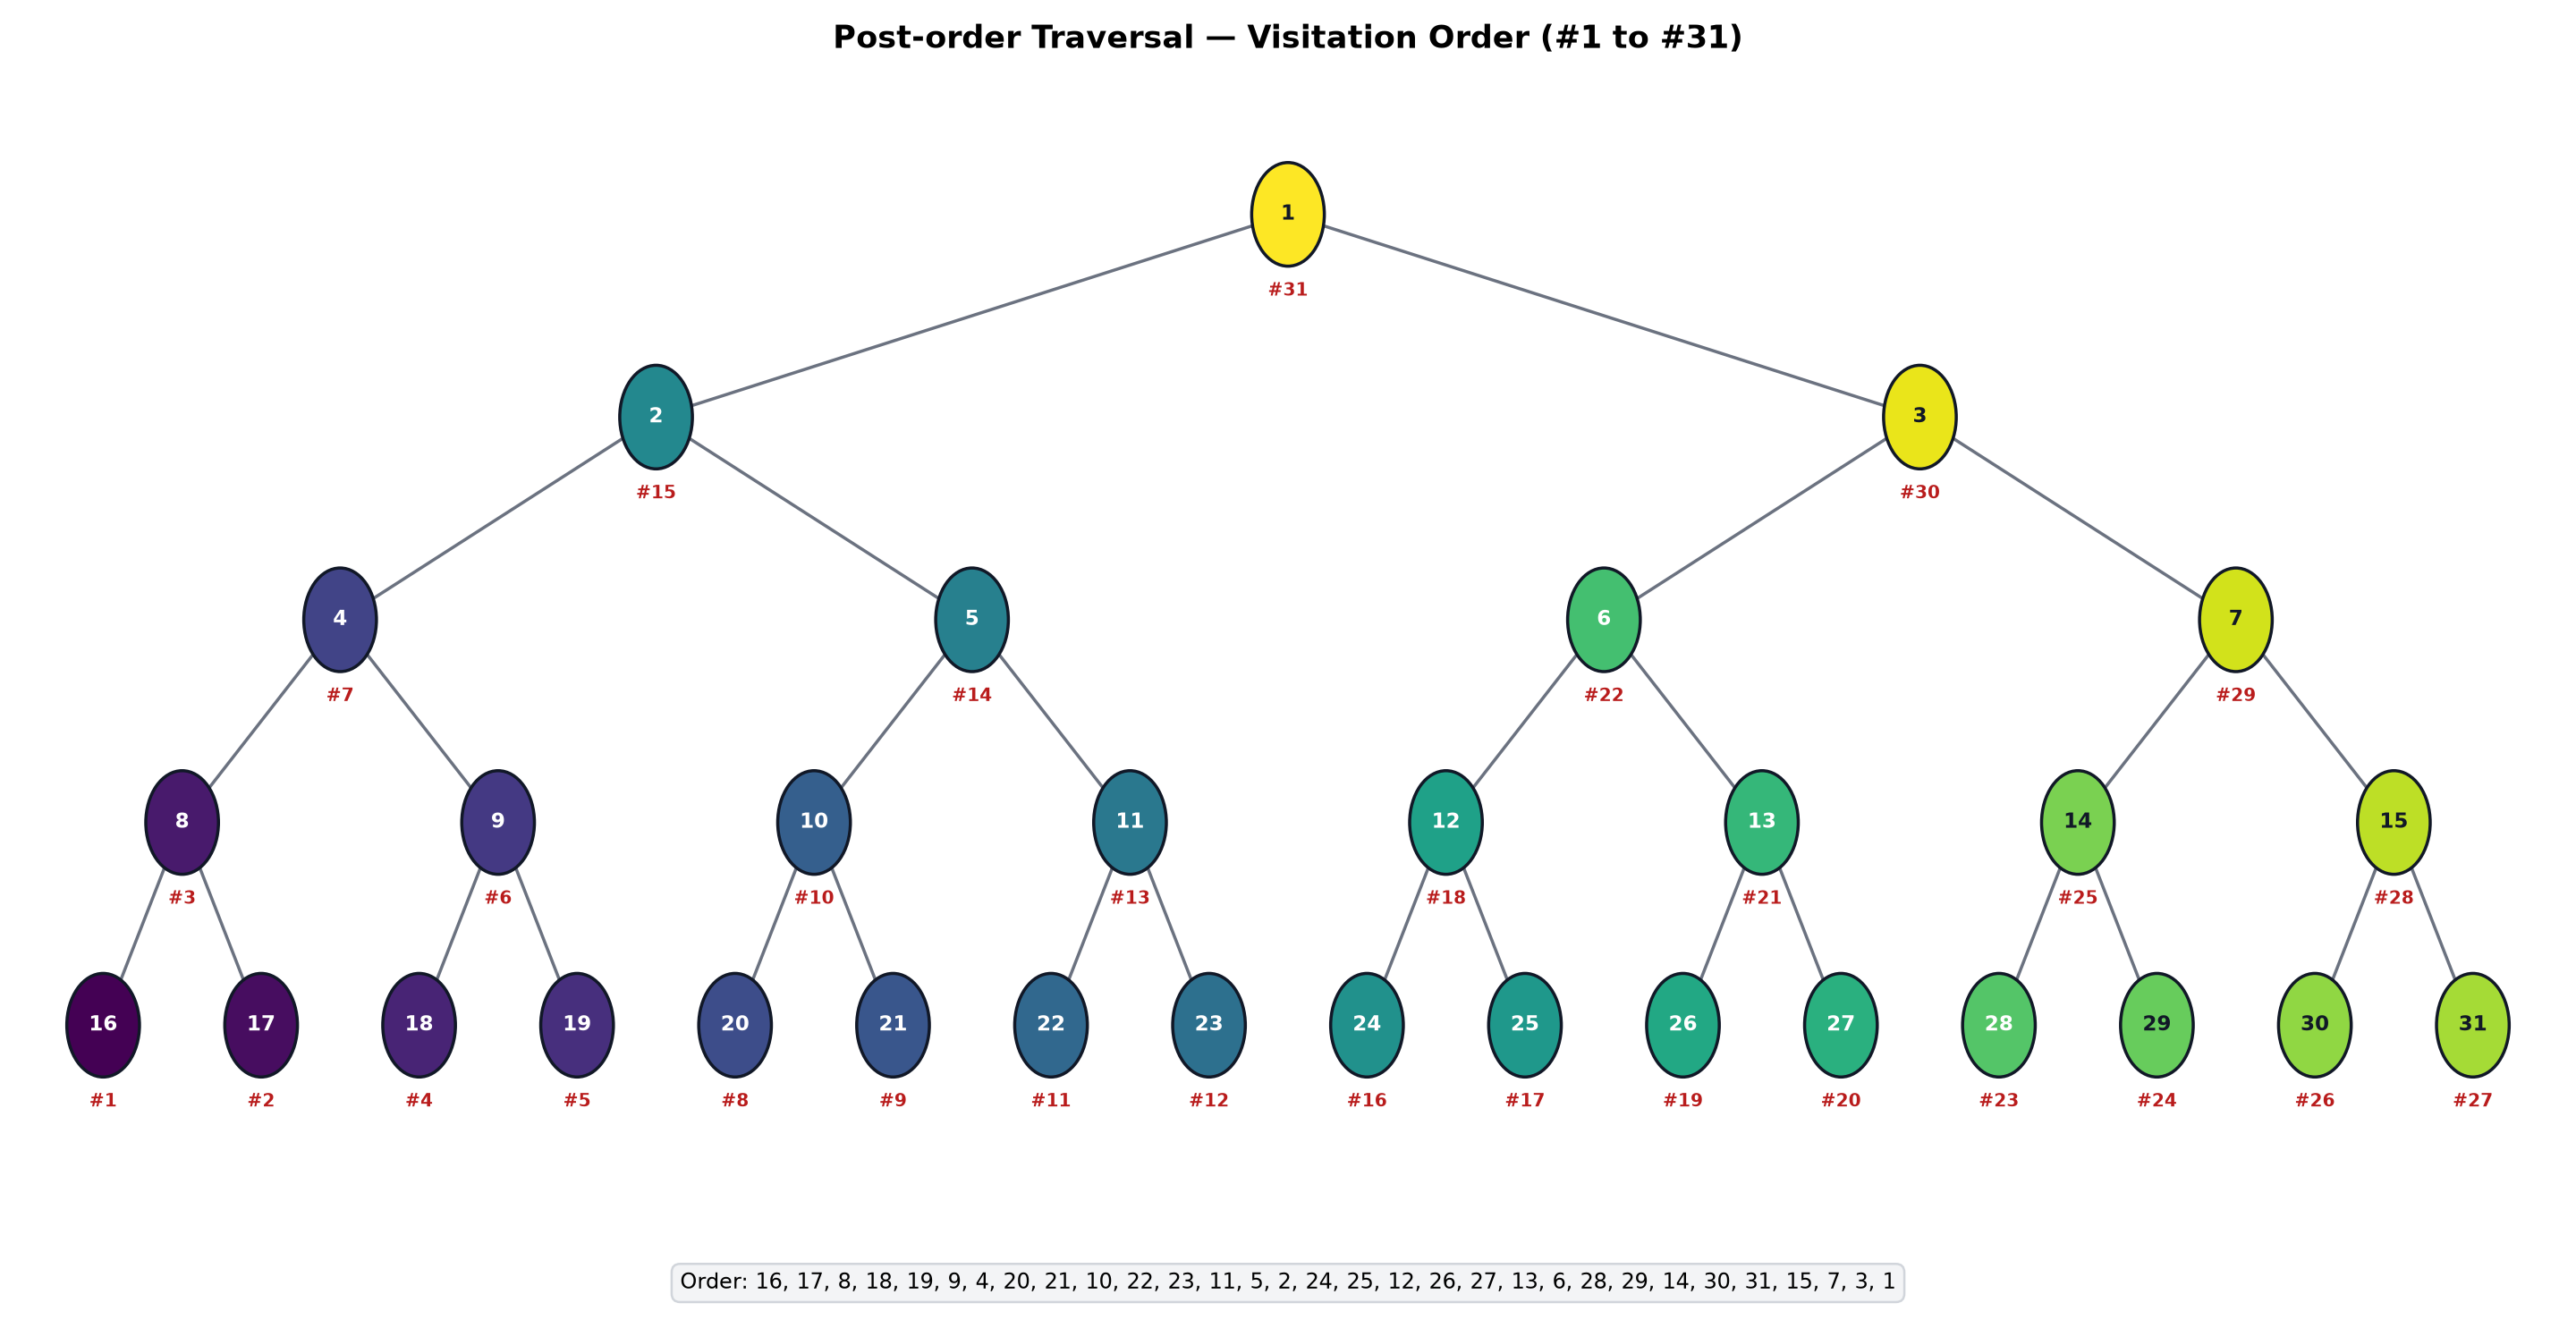 Post-order Traversal — Visitation Order (#1 to #31)
1
#31
2 3
#15 #30
4 5 6 7
#7 #14 #22 #29
8 9 10 11 12 13 14 15
#3 #6 #10 #13 #18 #21 #25 #28
16 17 18 19 20 21 22 23 24 25 26 27 28 29 30 31
#1 #2 #4 #5 #8 #9 #11 #12 #16 #17 #19 #20 #23 #24 #26 #27
Order: 16, 17, 8, 18, 19, 9, 4, 20, 21, 10, 22, 23, 11, 5, 2, 24, 25, 12, 26, 27, 13, 6, 28, 29, 14, 30, 31, 15, 7, 3, 1